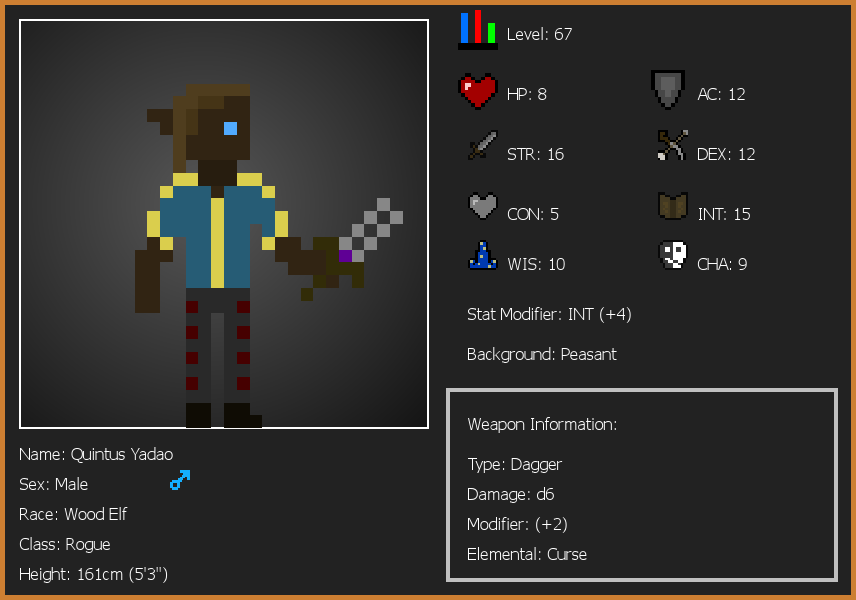 Level: 67
HP: 8
AC: 12
STR: 16
DEX: 12
CON: 5
INT: 15
WIS: 10
CHA: 9
Stat Modifier: INT (+4)
Background: Peasant
Weapon Information:
Type: Dagger
Damage: d6
Modifier: (+2)
Elemental: Curse
Name: Quintus Yadao
Sex: Male
Race: Wood Elf
Class: Rogue
Height: 161cm (5'3")